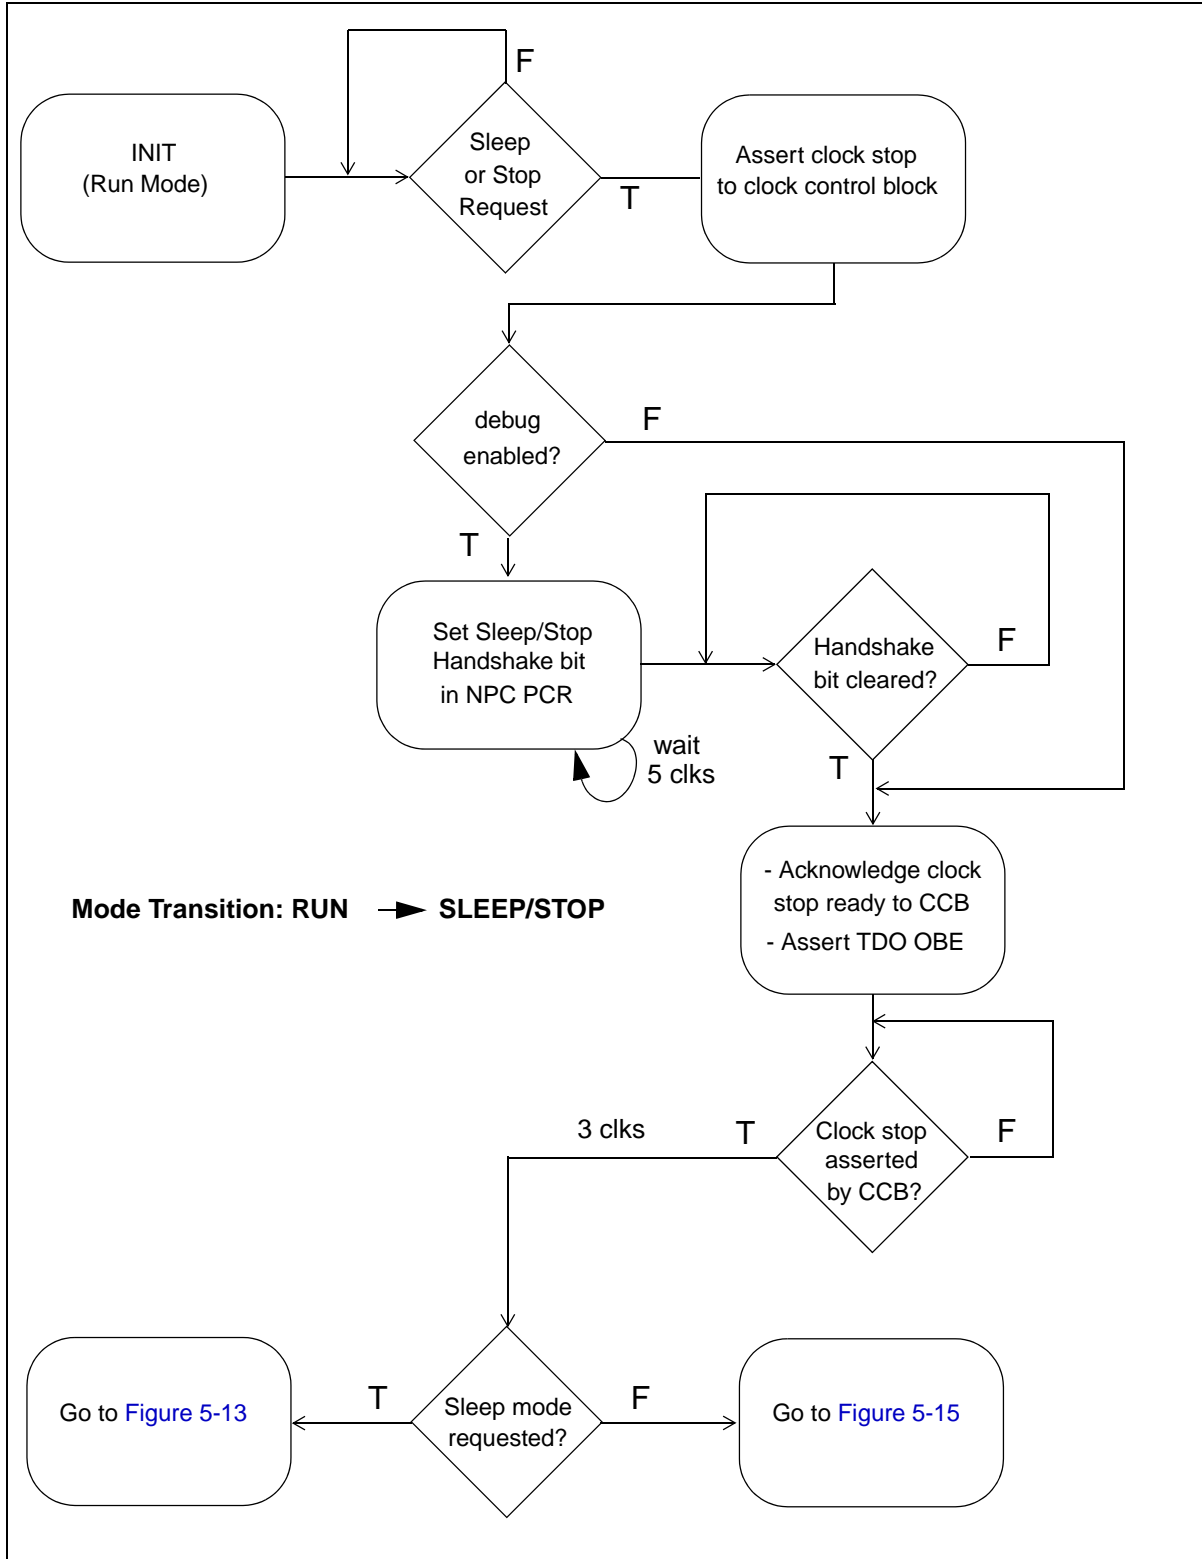 F
INIT
(Run Mode)
Sleep
or Stop
Request
T
Assert clock stop
to clock control block
debug
enabled?
F
T
Set Sleep/Stop
Handshake bit
in NPC PCR
wait
5 clks
Handshake
bit cleared?
F
T
- Acknowledge clock
stop ready to CCB
- Assert TDO OBE
Mode Transition: RUN SLEEP/STOP
3 clks
T
Clock stop
asserted
by CCB?
F
Go to Figure 5-13
T
Sleep mode
requested?
F
Go to Figure 5-15